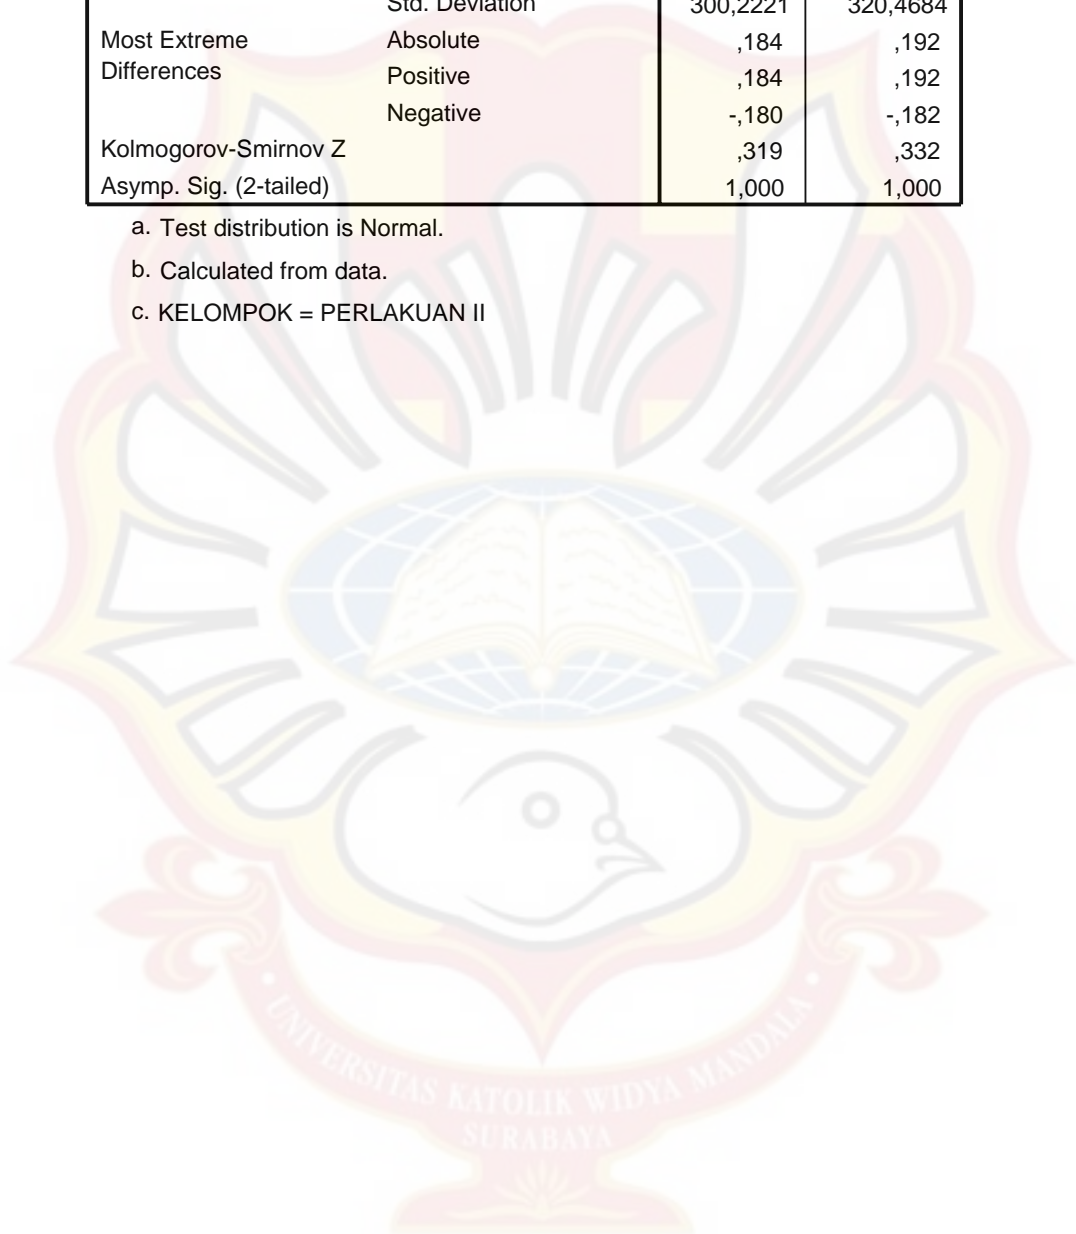 Std. Deviation 300,2221 320,4684
Most Extreme Absolute ,184 ,192
Differences Positive ,184 ,192
Negative -,180 -,182
Kolmogorov-Smirnov Z ,319 ,332
Asymp. Sig. (2-tailed) 1,000 1,000
a. Test distribution is Normal.
b. Calculated from data.
c. KELOMPOK = PERLAKUAN II
UNIVERSITAS KATOLIK WIDYA MANDALA
SURABAYA